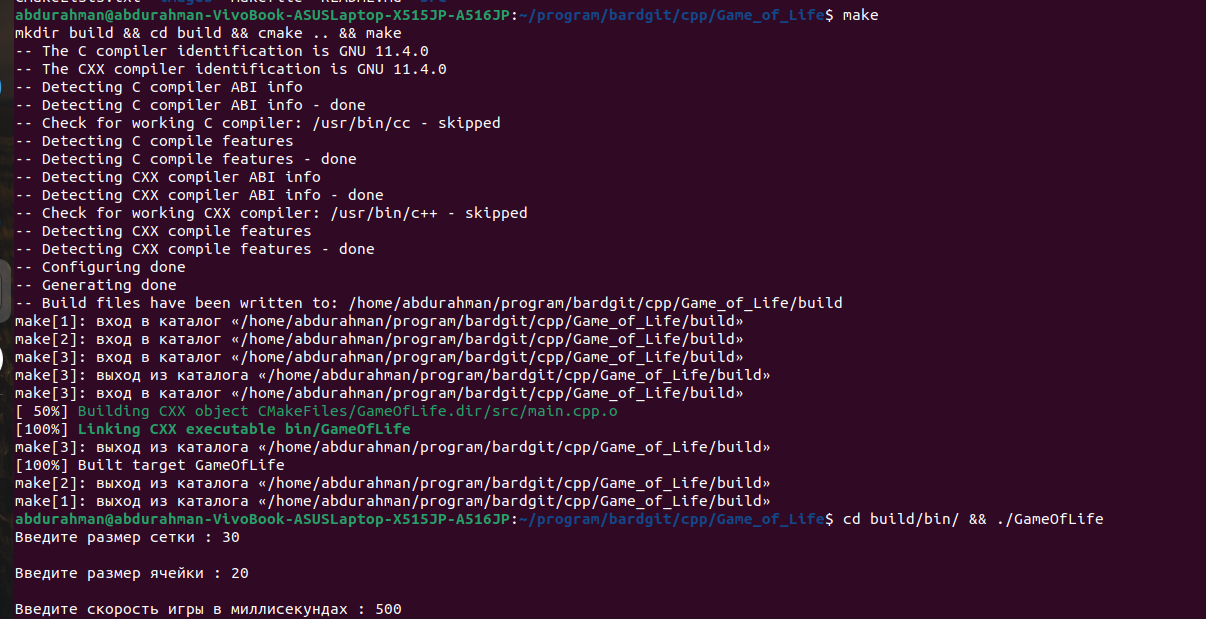 abdurahman@abdurahman-VivoBook-ASUSLaptop-X515JP-A516JP:~/program/bardgit/cpp/Game_of_Life$ make
mkdir build && cd build && cmake .. && make
-- The C compiler identification is GNU 11.4.0
-- The CXX compiler identification is GNU 11.4.0
-- Detecting C compiler ABI info
-- Detecting C compiler ABI info - done
-- Check for working C compiler: /usr/bin/cc - skipped
-- Detecting C compile features
-- Detecting C compile features - done
-- Detecting CXX compiler ABI info
-- Detecting CXX compiler ABI info - done
-- Check for working CXX compiler: /usr/bin/c++ - skipped
-- Detecting CXX compile features
-- Detecting CXX compile features - done
-- Configuring done
-- Generating done
-- Build files have been written to: /home/abdurahman/program/bardgit/cpp/Game_of_Life/build
make[1]: вход в каталог «/home/abdurahman/program/bardgit/cpp/Game_of_Life/build»
make[2]: вход в каталог «/home/abdurahman/program/bardgit/cpp/Game_of_Life/build»
make[3]: вход в каталог «/home/abdurahman/program/bardgit/cpp/Game_of_Life/build»
make[3]: выход из каталога «/home/abdurahman/program/bardgit/cpp/Game_of_Life/build»
make[3]: вход в каталог «/home/abdurahman/program/bardgit/cpp/Game_of_Life/build»
[ 50%] Building CXX object CMakeFiles/GameOfLife.dir/src/main.cpp.o
[100%] Linking CXX executable bin/GameOfLife
make[3]: выход из каталога «/home/abdurahman/program/bardgit/cpp/Game_of_Life/build»
[100%] Built target GameOfLife
make[2]: выход из каталога «/home/abdurahman/program/bardgit/cpp/Game_of_Life/build»
make[1]: выход из каталога «/home/abdurahman/program/bardgit/cpp/Game_of_Life/build»
abdurahman@abdurahman-VivoBook-ASUSLaptop-X515JP-A516JP:~/program/bardgit/cpp/Game_of_Life$ cd build/bin/ && ./GameOfLife
Введите размер сетки : 30
Введите размер ячейки : 20
Введите скорость игры в миллисекундах : 500